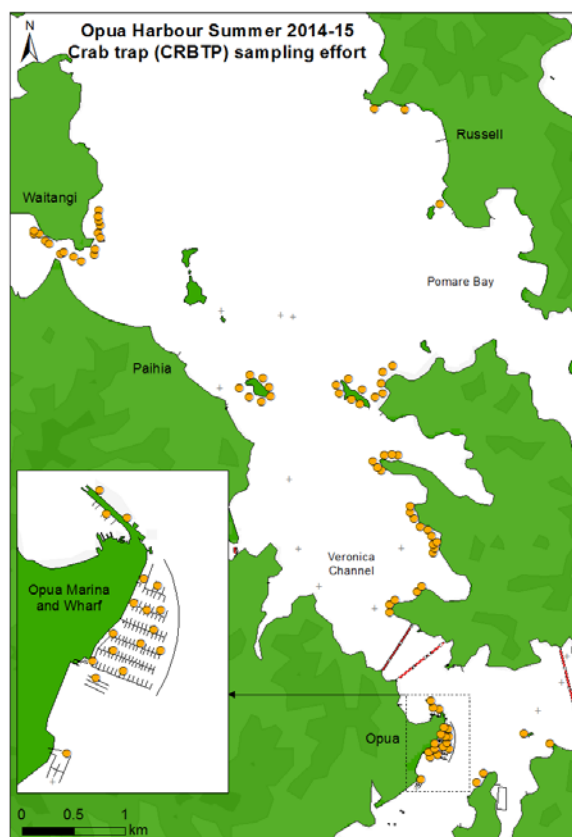 Opua Harbour Summer 2014-15
Crab trap (CRBTP) sampling effort
N
Russell
Waitangi
Pomare Bay
Paihia
Veronica
Channel
Opua Marina
and Wharf
Opua
0 0.5 1
km